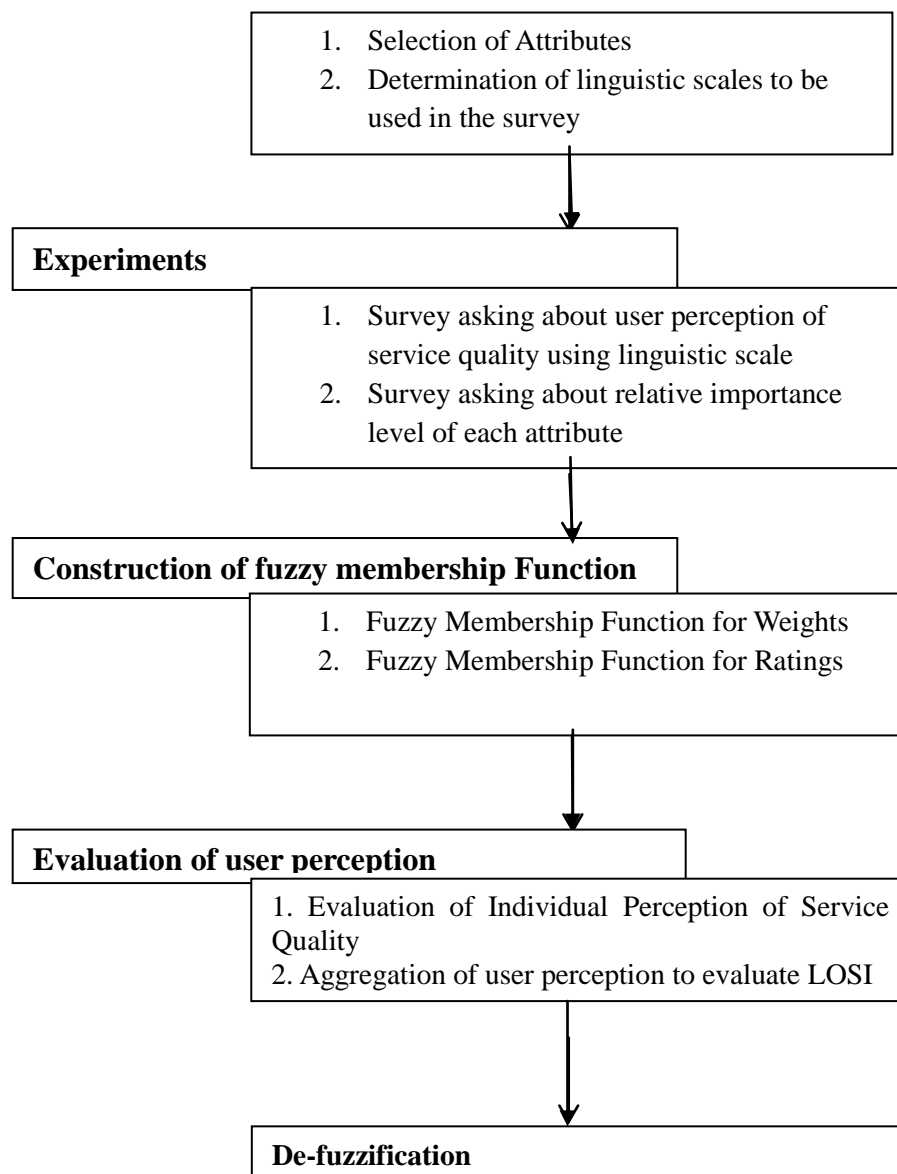 1. Selection of Attributes
2. Determination of linguistic scales to be
used in the survey
Experiments
1. Survey asking about user perception of
service quality using linguistic scale
2. Survey asking about relative importance
level of each attribute
Construction of fuzzy membership Function
1. Fuzzy Membership Function for Weights
2. Fuzzy Membership Function for Ratings
Evaluation of user perception
1. Evaluation of Individual Perception of Service
Quality
2. Aggregation of user perception to evaluate LOSI
De-fuzzification